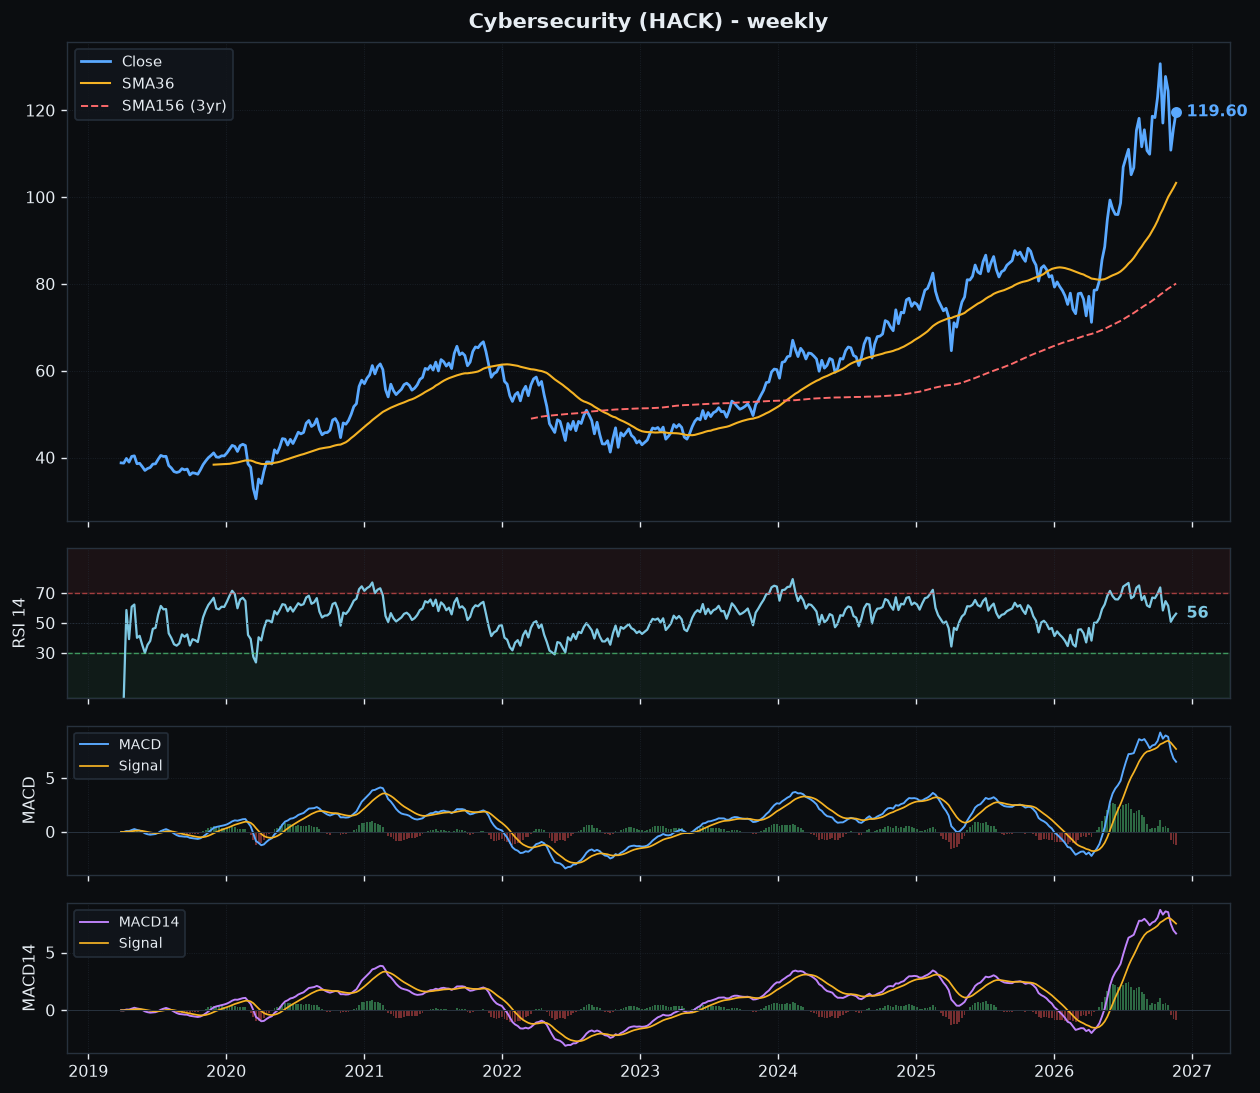 Cybersecurity (HACK) - weekly
Close
SMA36
SMA156 (3yr)
120
119.60
100
80
60
40
RSI 14
70
50
30
56
MACD
Signal
MACD
5
0
MACD14
Signal
MACD14
5
0
2019 2020 2021 2022 2023 2024 2025 2026 2027